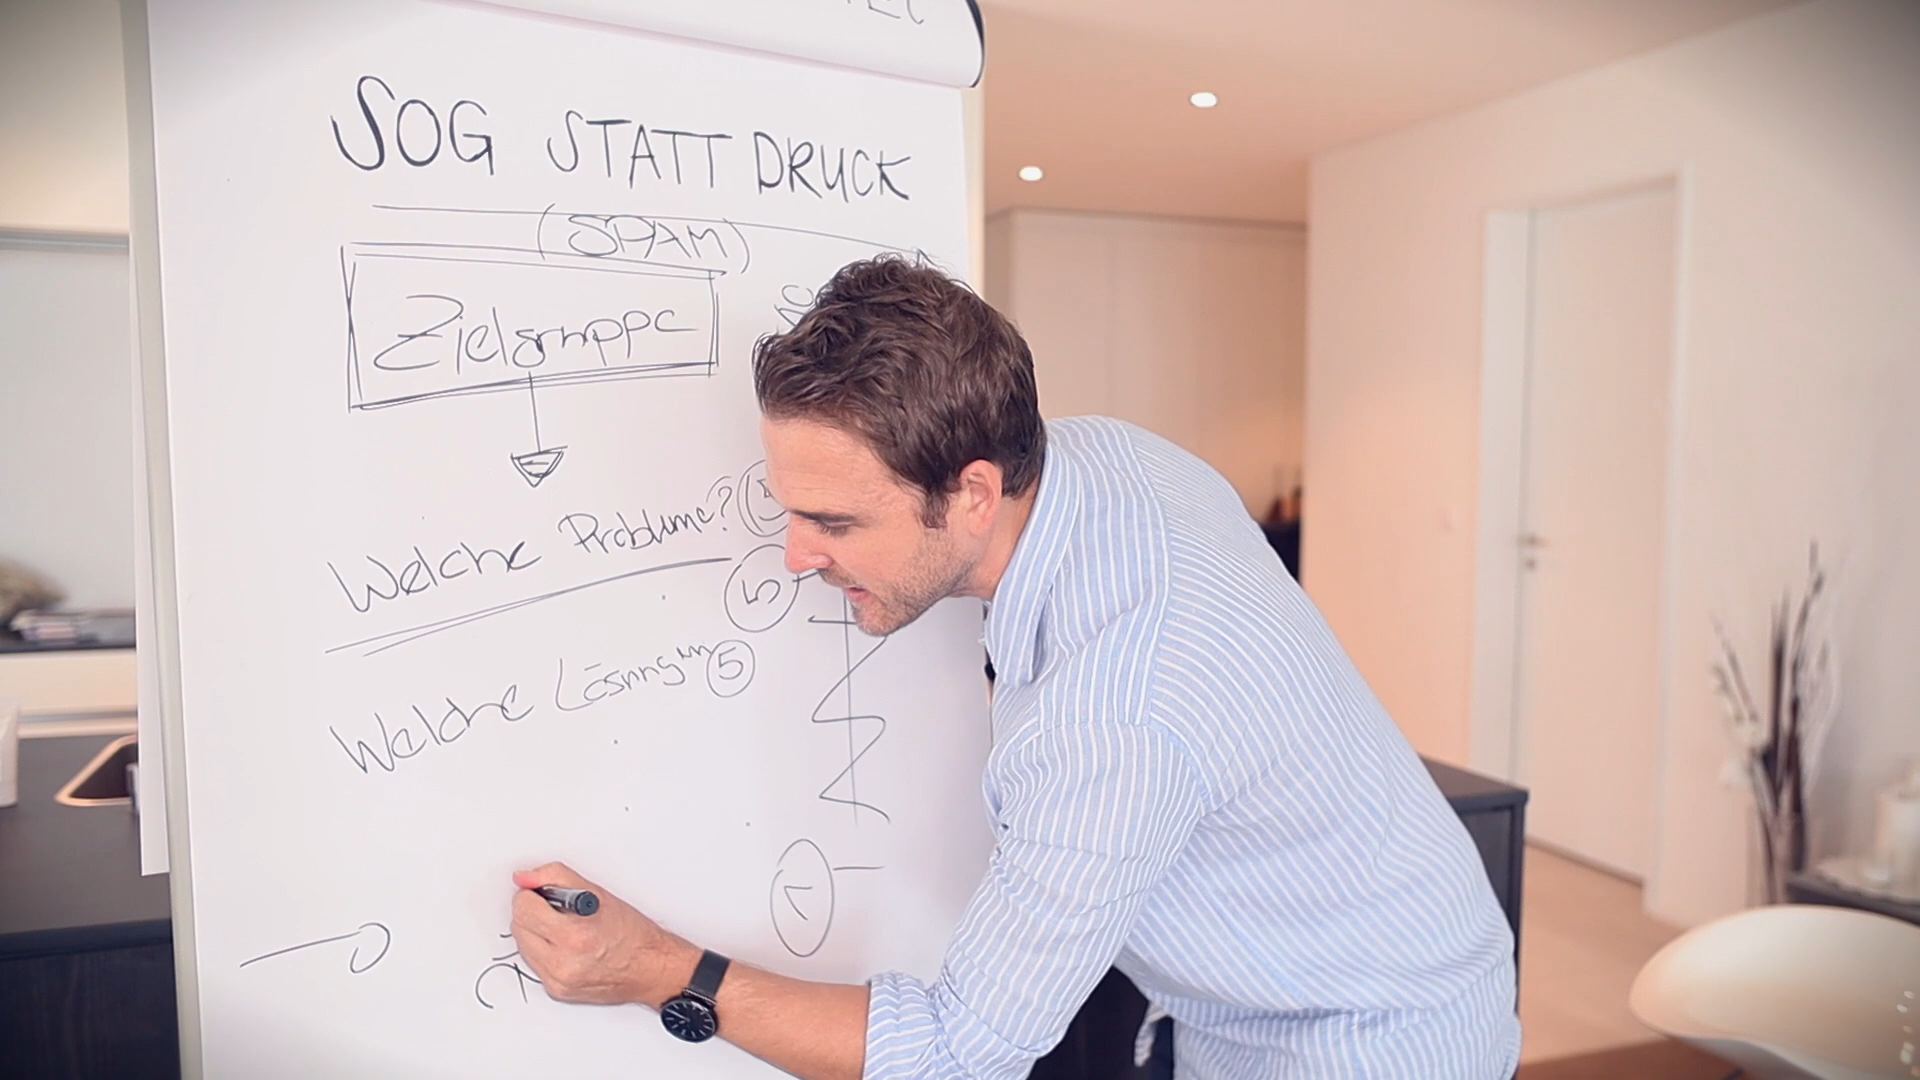 SOG STATT DRUCK
(SPAM)
Zielgruppe
Welche Probleme? 5
5
Welche Lösungen 5